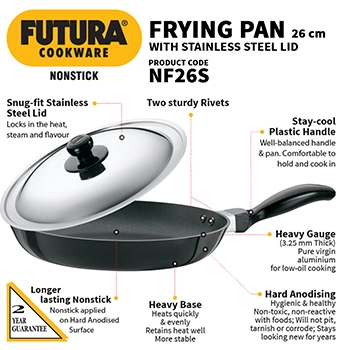 FUTURA®
COOKWARE
NONSTICK
FRYING PAN 26 cm
WITH STAINLESS STEEL LID
PRODUCT CODE
NF26S
Snug-fit Stainless
Steel Lid
Locks in the heat,
steam and flavour
Two sturdy Rivets
Stay-cool
Plastic Handle
Well-balanced handle
& pan. Comfortable to
hold and cook in
Heavy Gauge
(3.25 mm Thick)
Pure virgin
aluminium
for low-oil cooking
Longer
lasting Nonstick
Nonstick applied
on Hard Anodised
Surface
2
YEAR
GUARANTEE
Heavy Base
Heats quickly
& evenly
Retains heat well
More stable
Hard Anodising
Hygienic & healthy
Non-toxic, non-reactive
with foods; Will not pit,
tarnish or corrode; Stays
looking new for years